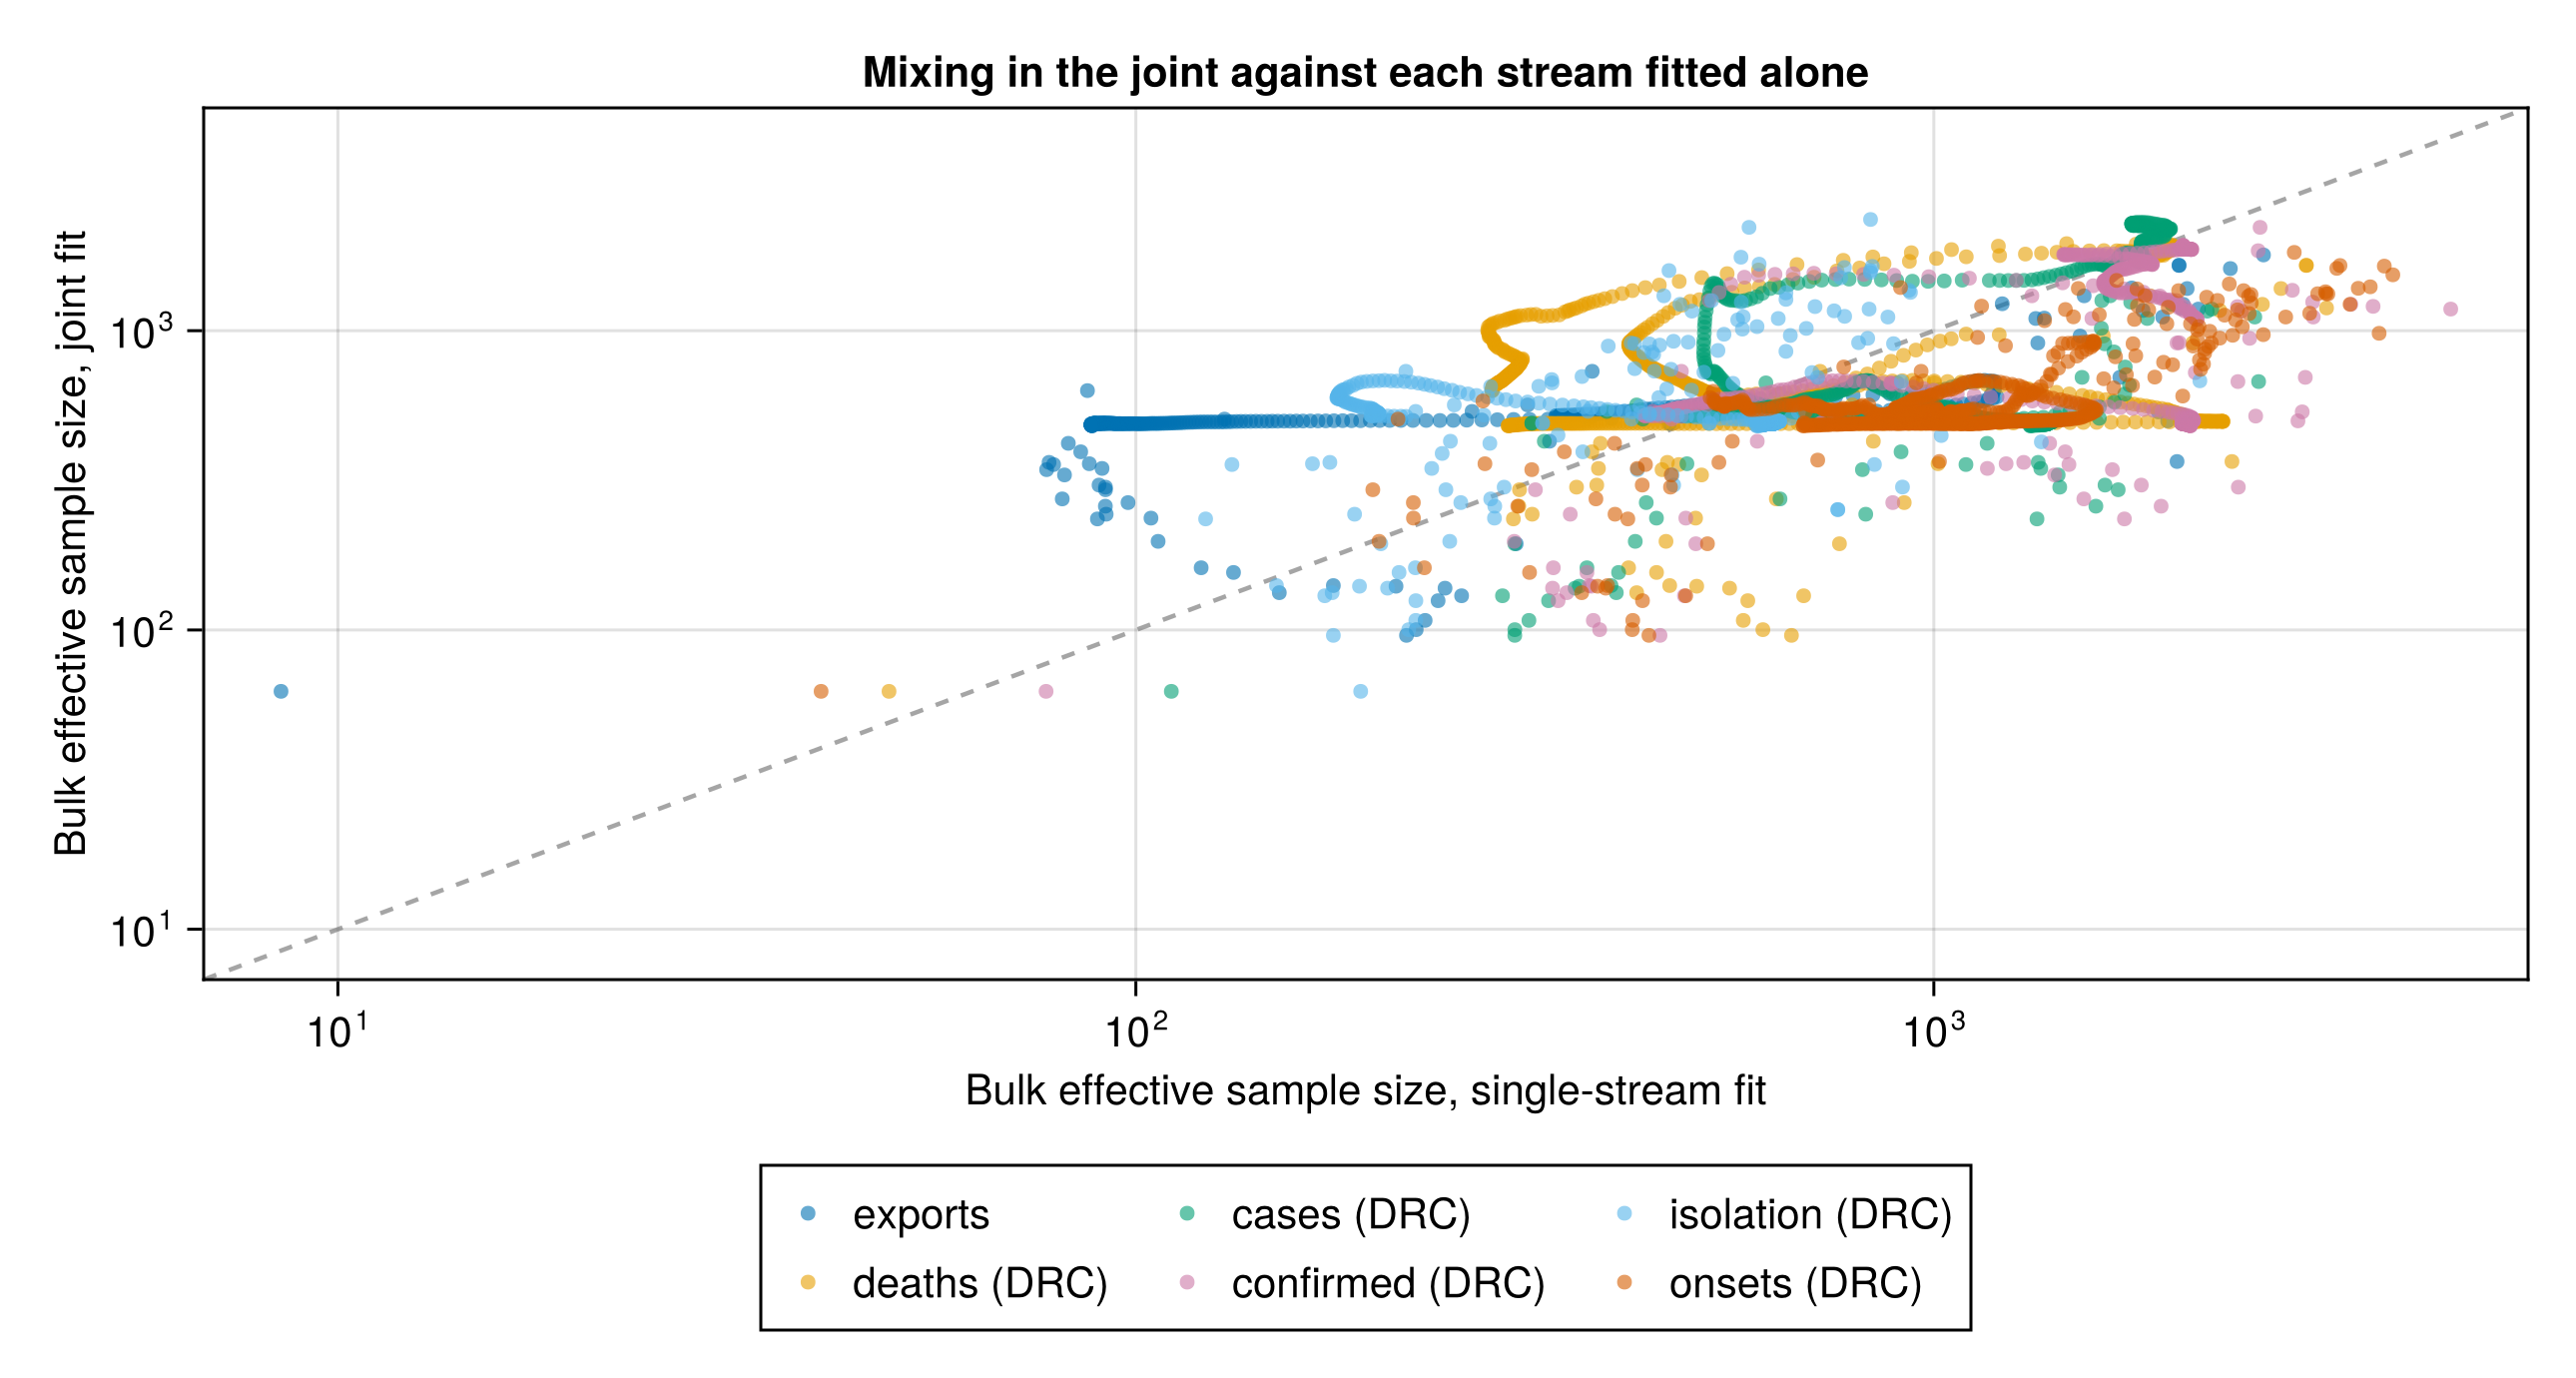 Mixing in the joint against each stream fitted alone
Bulk effective sample size, joint fit
10³
10²
10¹
10¹
10²
10³
Bulk effective sample size, single-stream fit
exports
cases (DRC)
isolation (DRC)
deaths (DRC)
confirmed (DRC)
onsets (DRC)